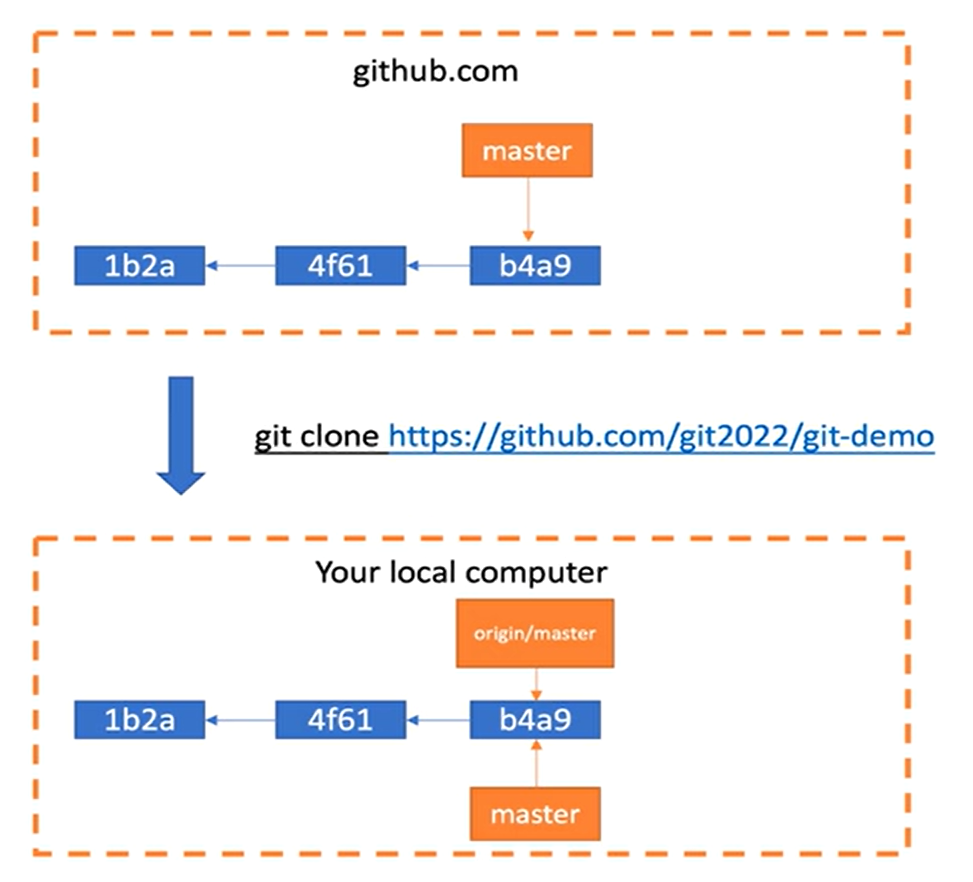 github.com
master
1b2a
4f61
b4a9
git clone https://github.com/git2022/git-demo
Your local computer
origin/master
1b2a
4f61
b4a9
master